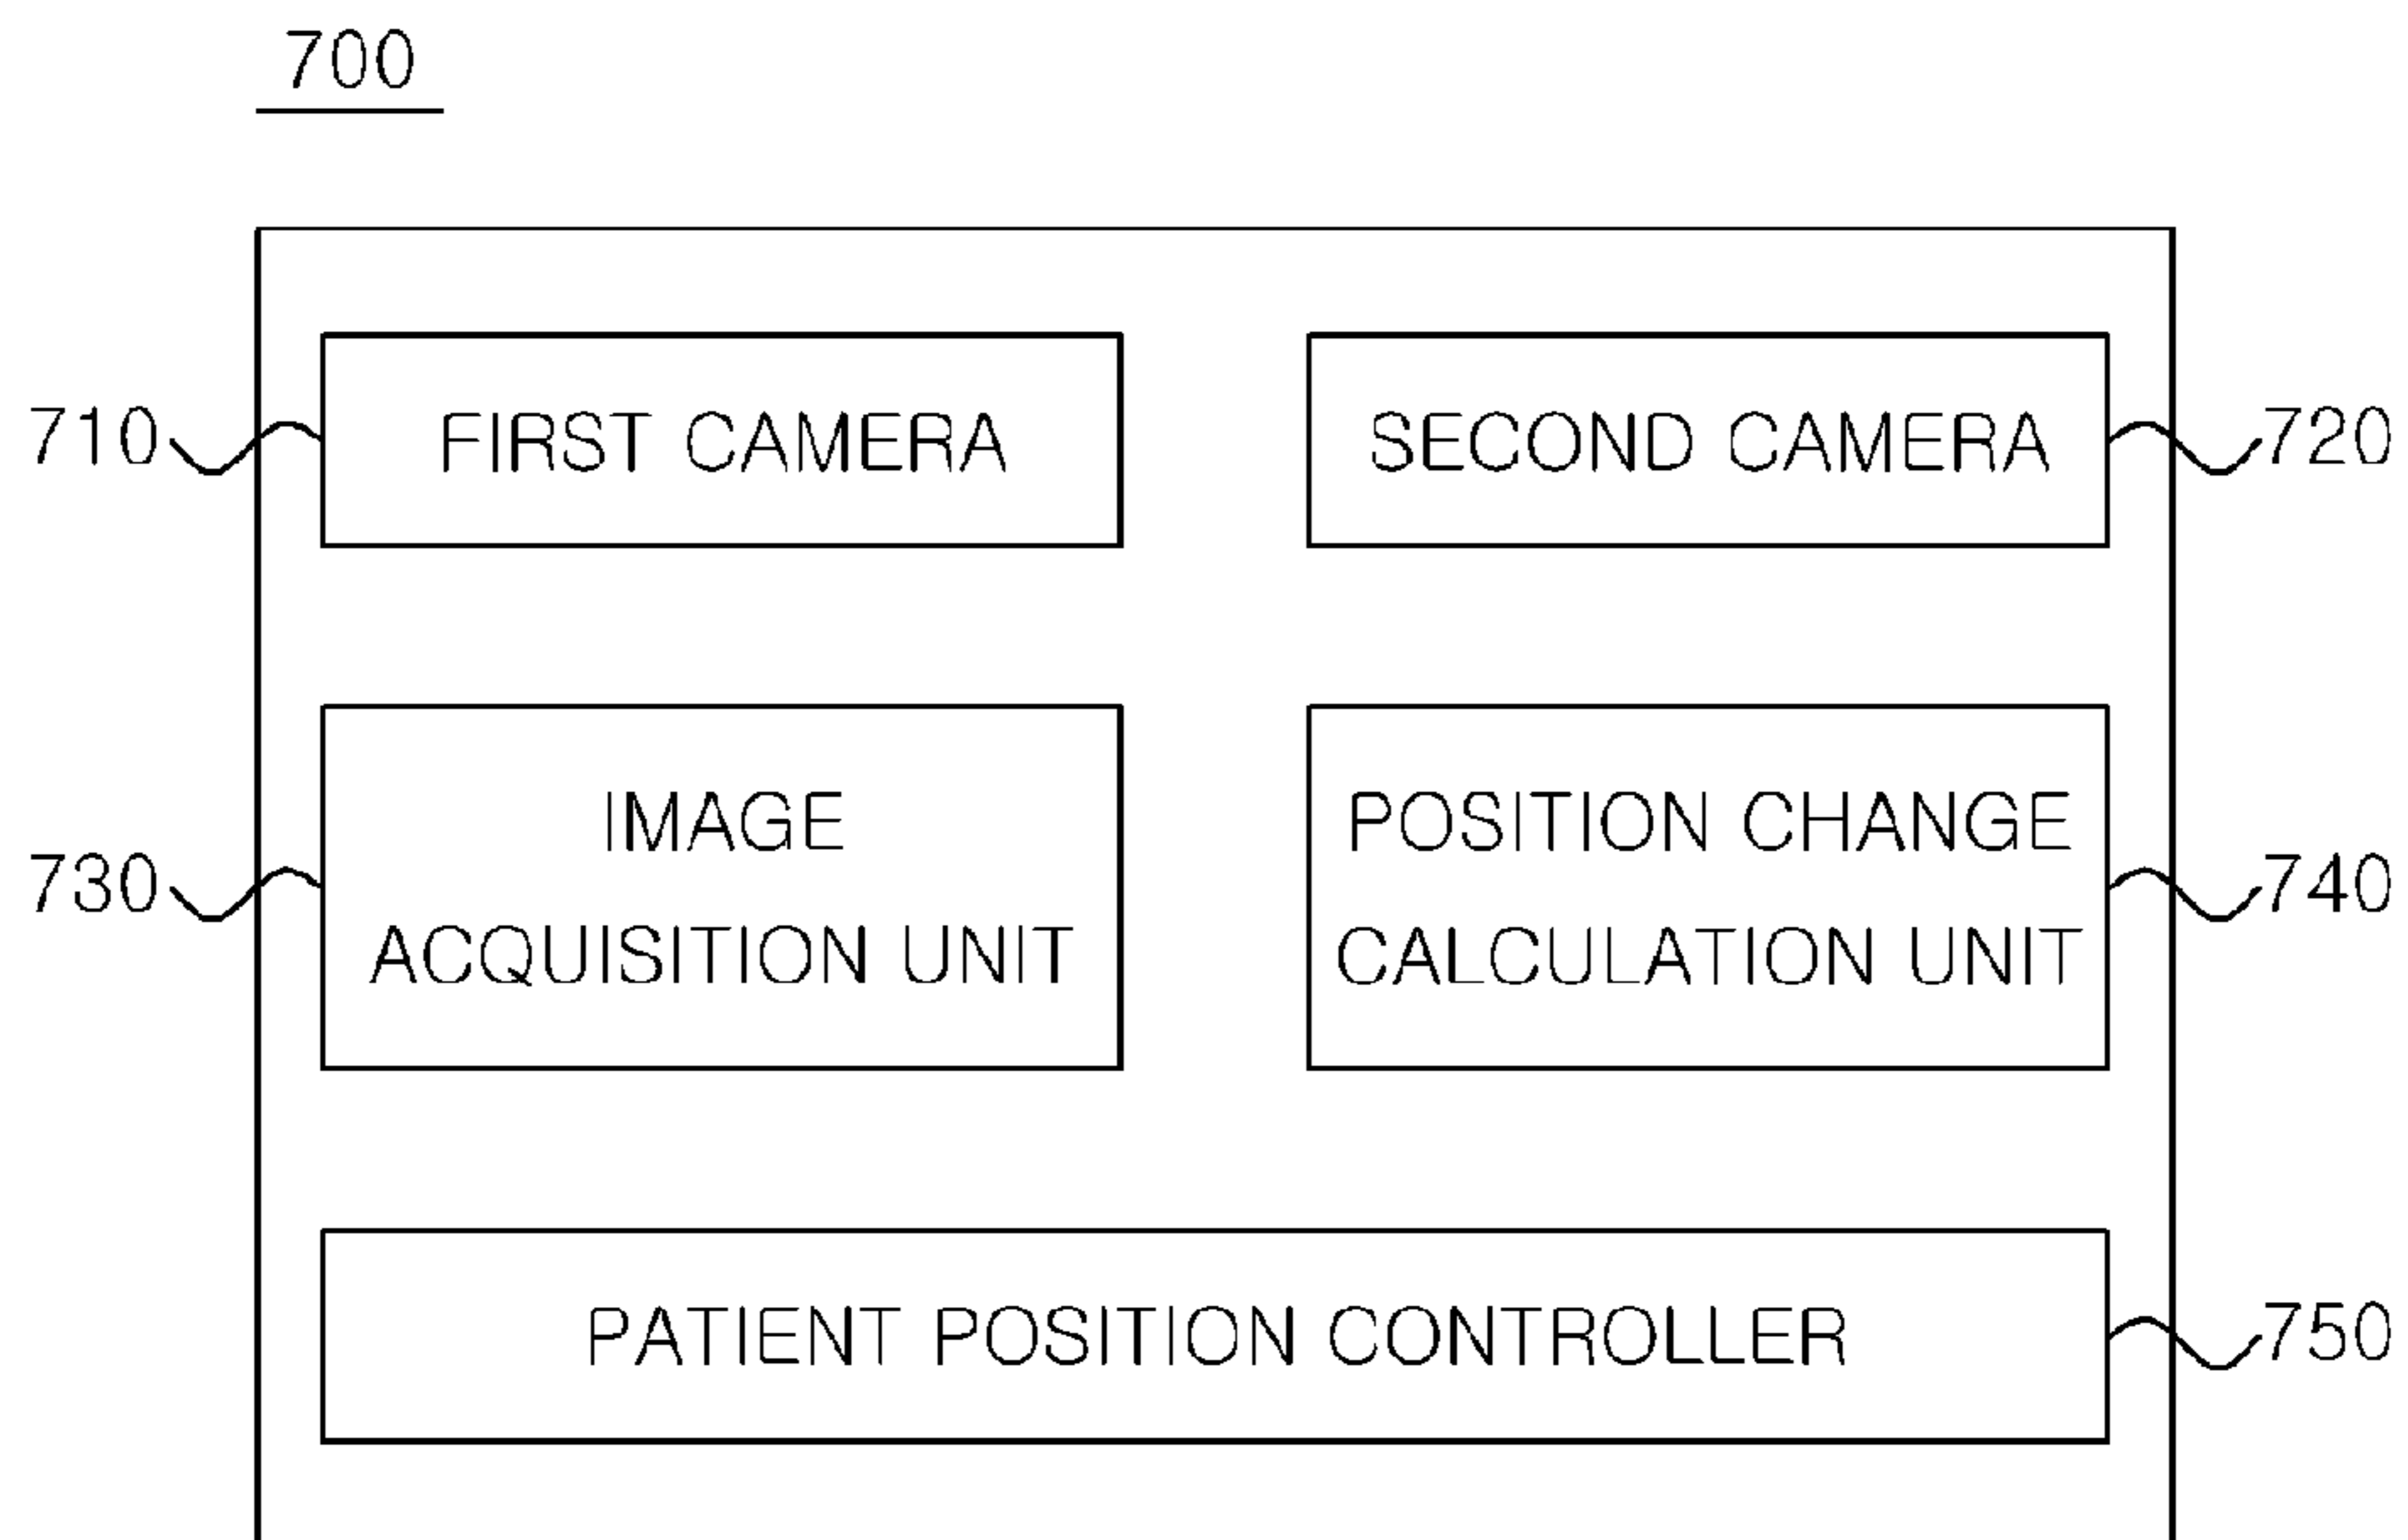 700
710 FIRST CAMERA SECOND CAMERA 720
IMAGE POSITION CHANGE
730 740
ACQUISITION UNIT CALCULATION UNIT
PATIENT POSITION CONTROLLER 750